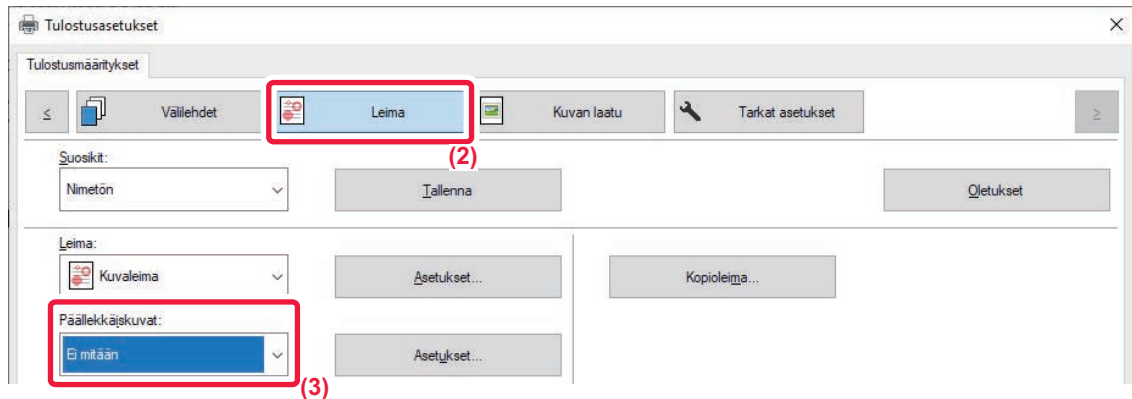 Tulostusasetukset
Tulostusmääritykset
≤ Välilehdet Leima Kuvan laatu Tarkat asetukset ≥
(2)
Suosikit:
Nimetön Tallenna Oletukset
Leima:
Kuvaleima Asetukset... Kopioleima...
Päällekkäiskuvat:
Ei mitään Asetukset...
(3)